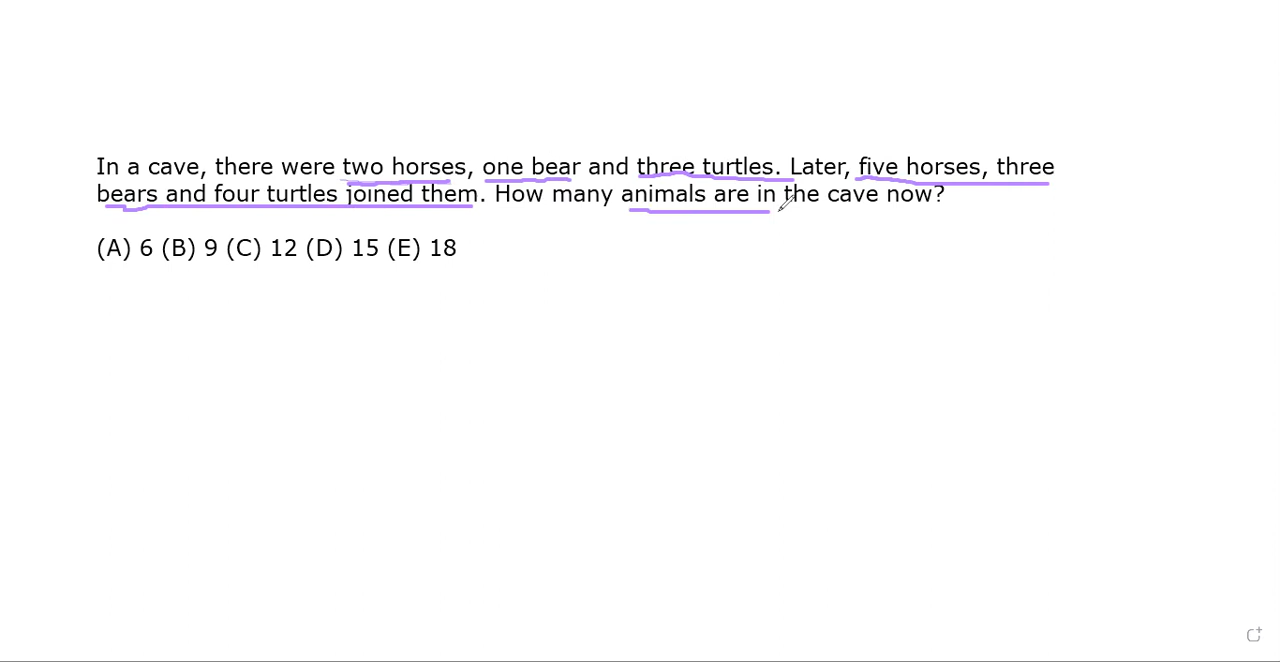 In a cave, there were two horses, one bear and three turtles. Later, five horses, three
bears and four turtles joined them. How many animals are in the cave now?
(A) 6 (B) 9 (C) 12 (D) 15 (E) 18